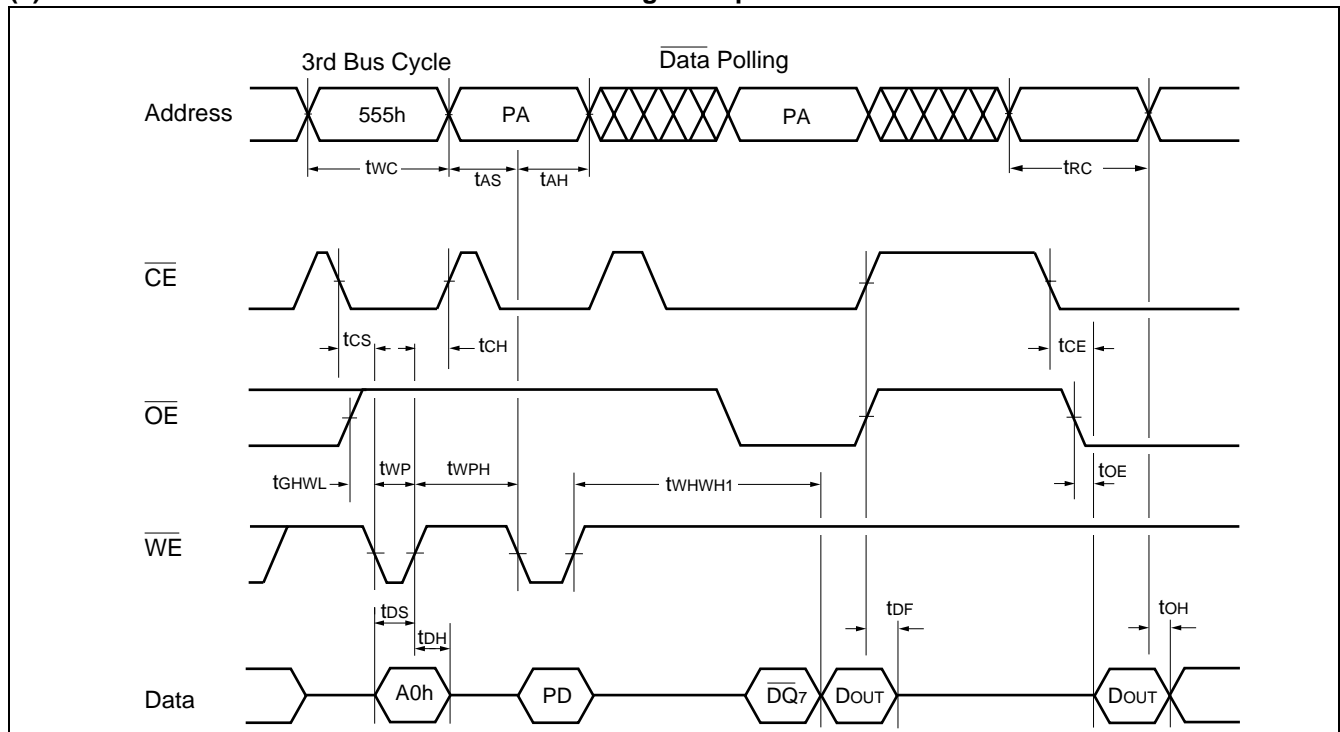 3rd Bus Cycle
Data Polling
Address
555h
PA
PA
tWC
tAS
tAH
tRC
CE
tCS
tCH
tCE
OE
tGHWL
tWP
tWPH
tWHWH1
tOE
WE
tDS
tDH
tDF
tOH
Data
A0h
PD
DQ7
DOUT
DOUT